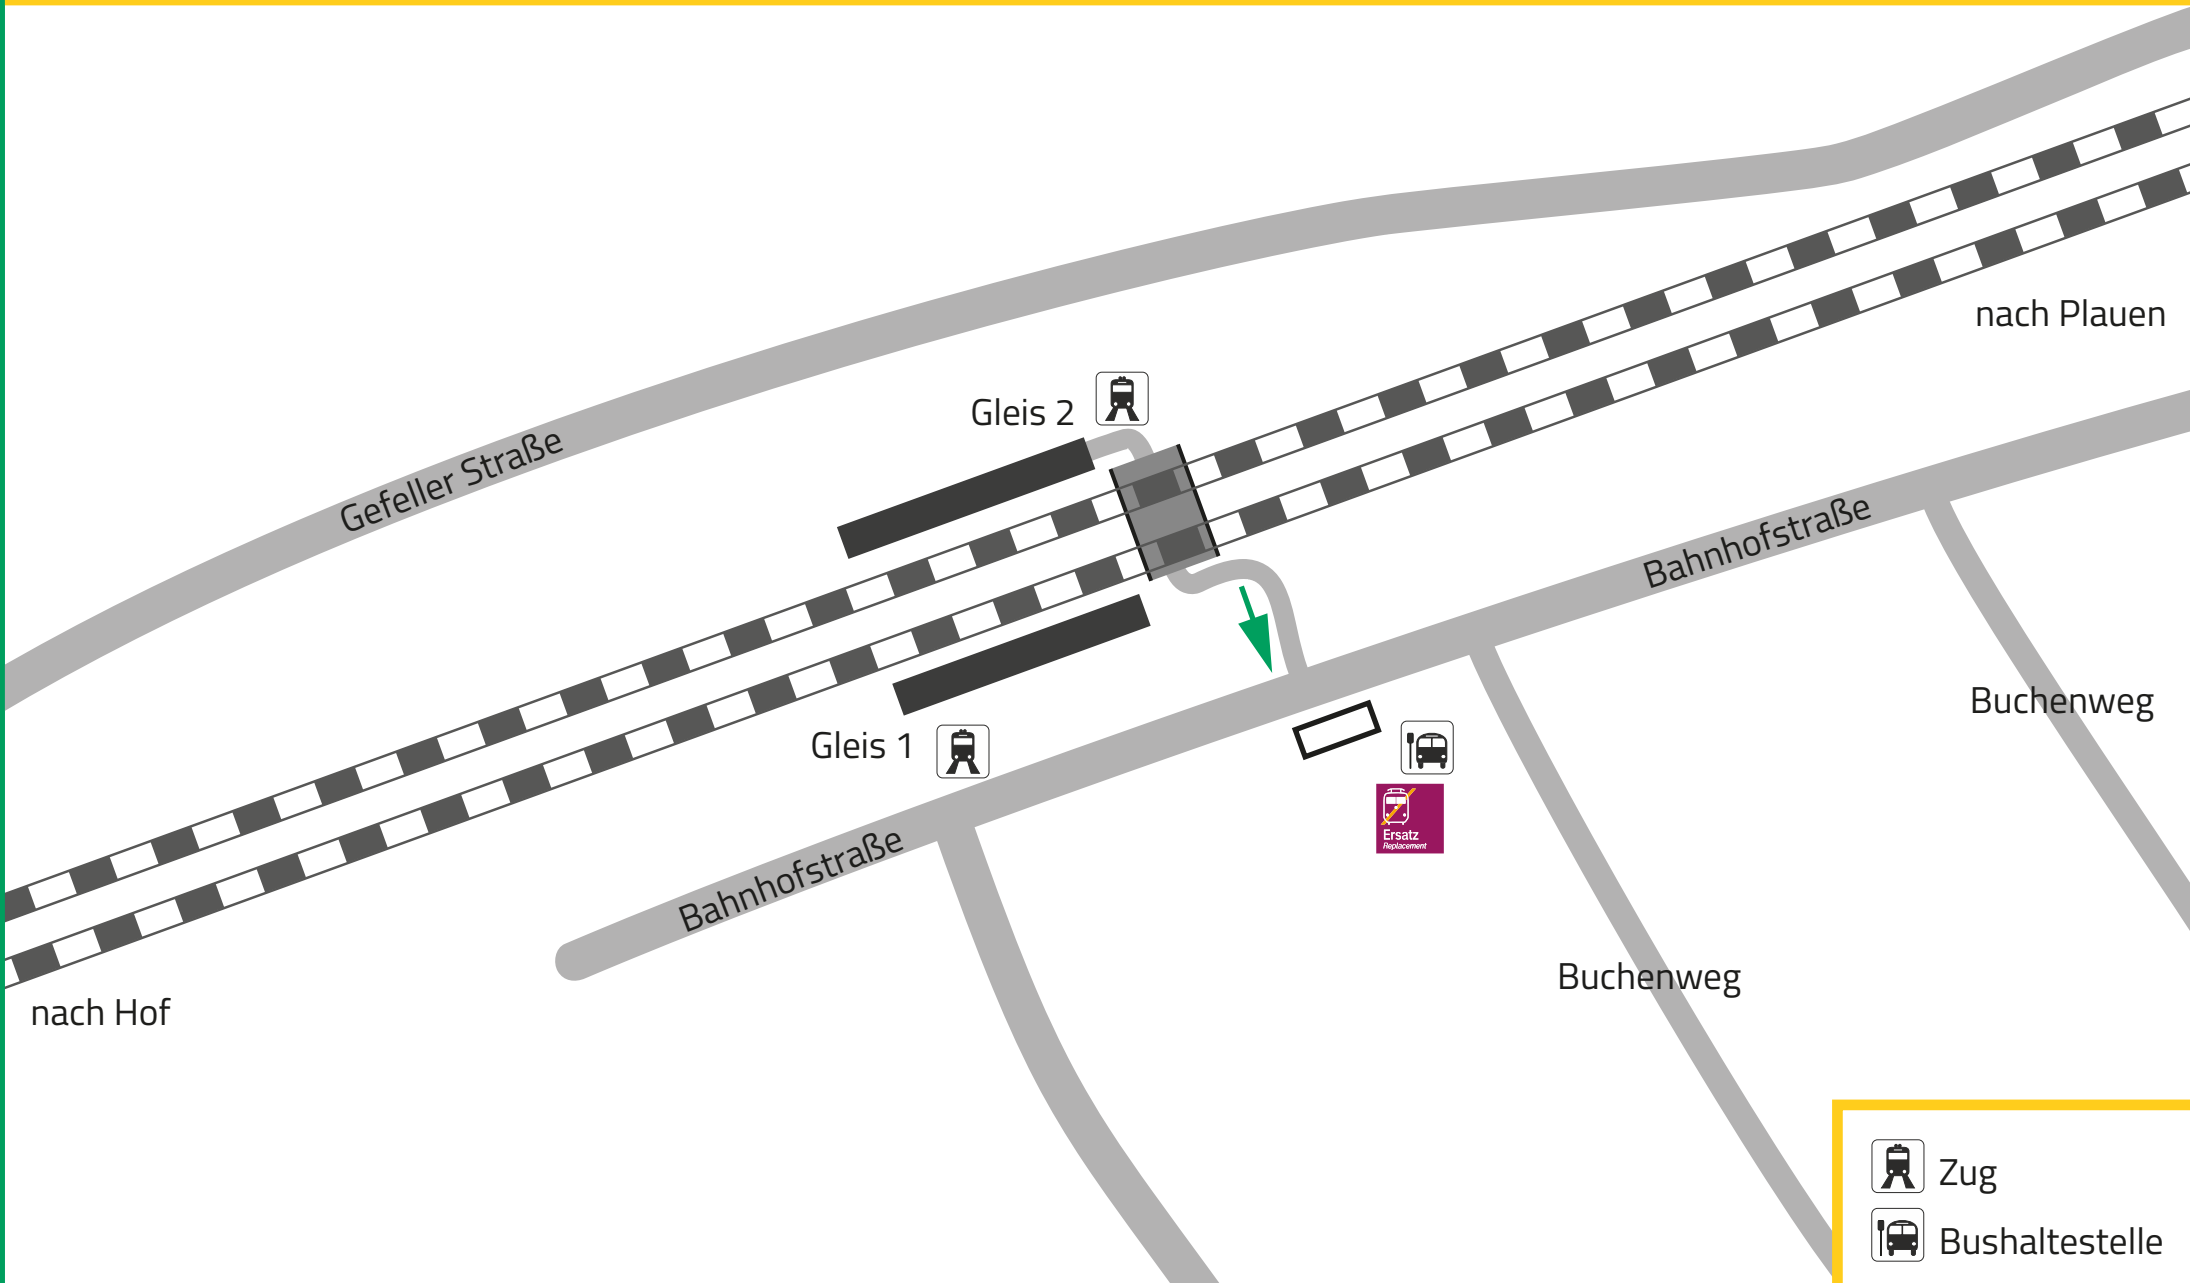 nach Plauen
Gleis 2
Gefeller Straße
Bahnhofstraße
Buchenweg
Gleis 1
Ersatz
Replacement
Bahnhofstraße
Buchenweg
nach Hof
Zug
Bushaltestelle